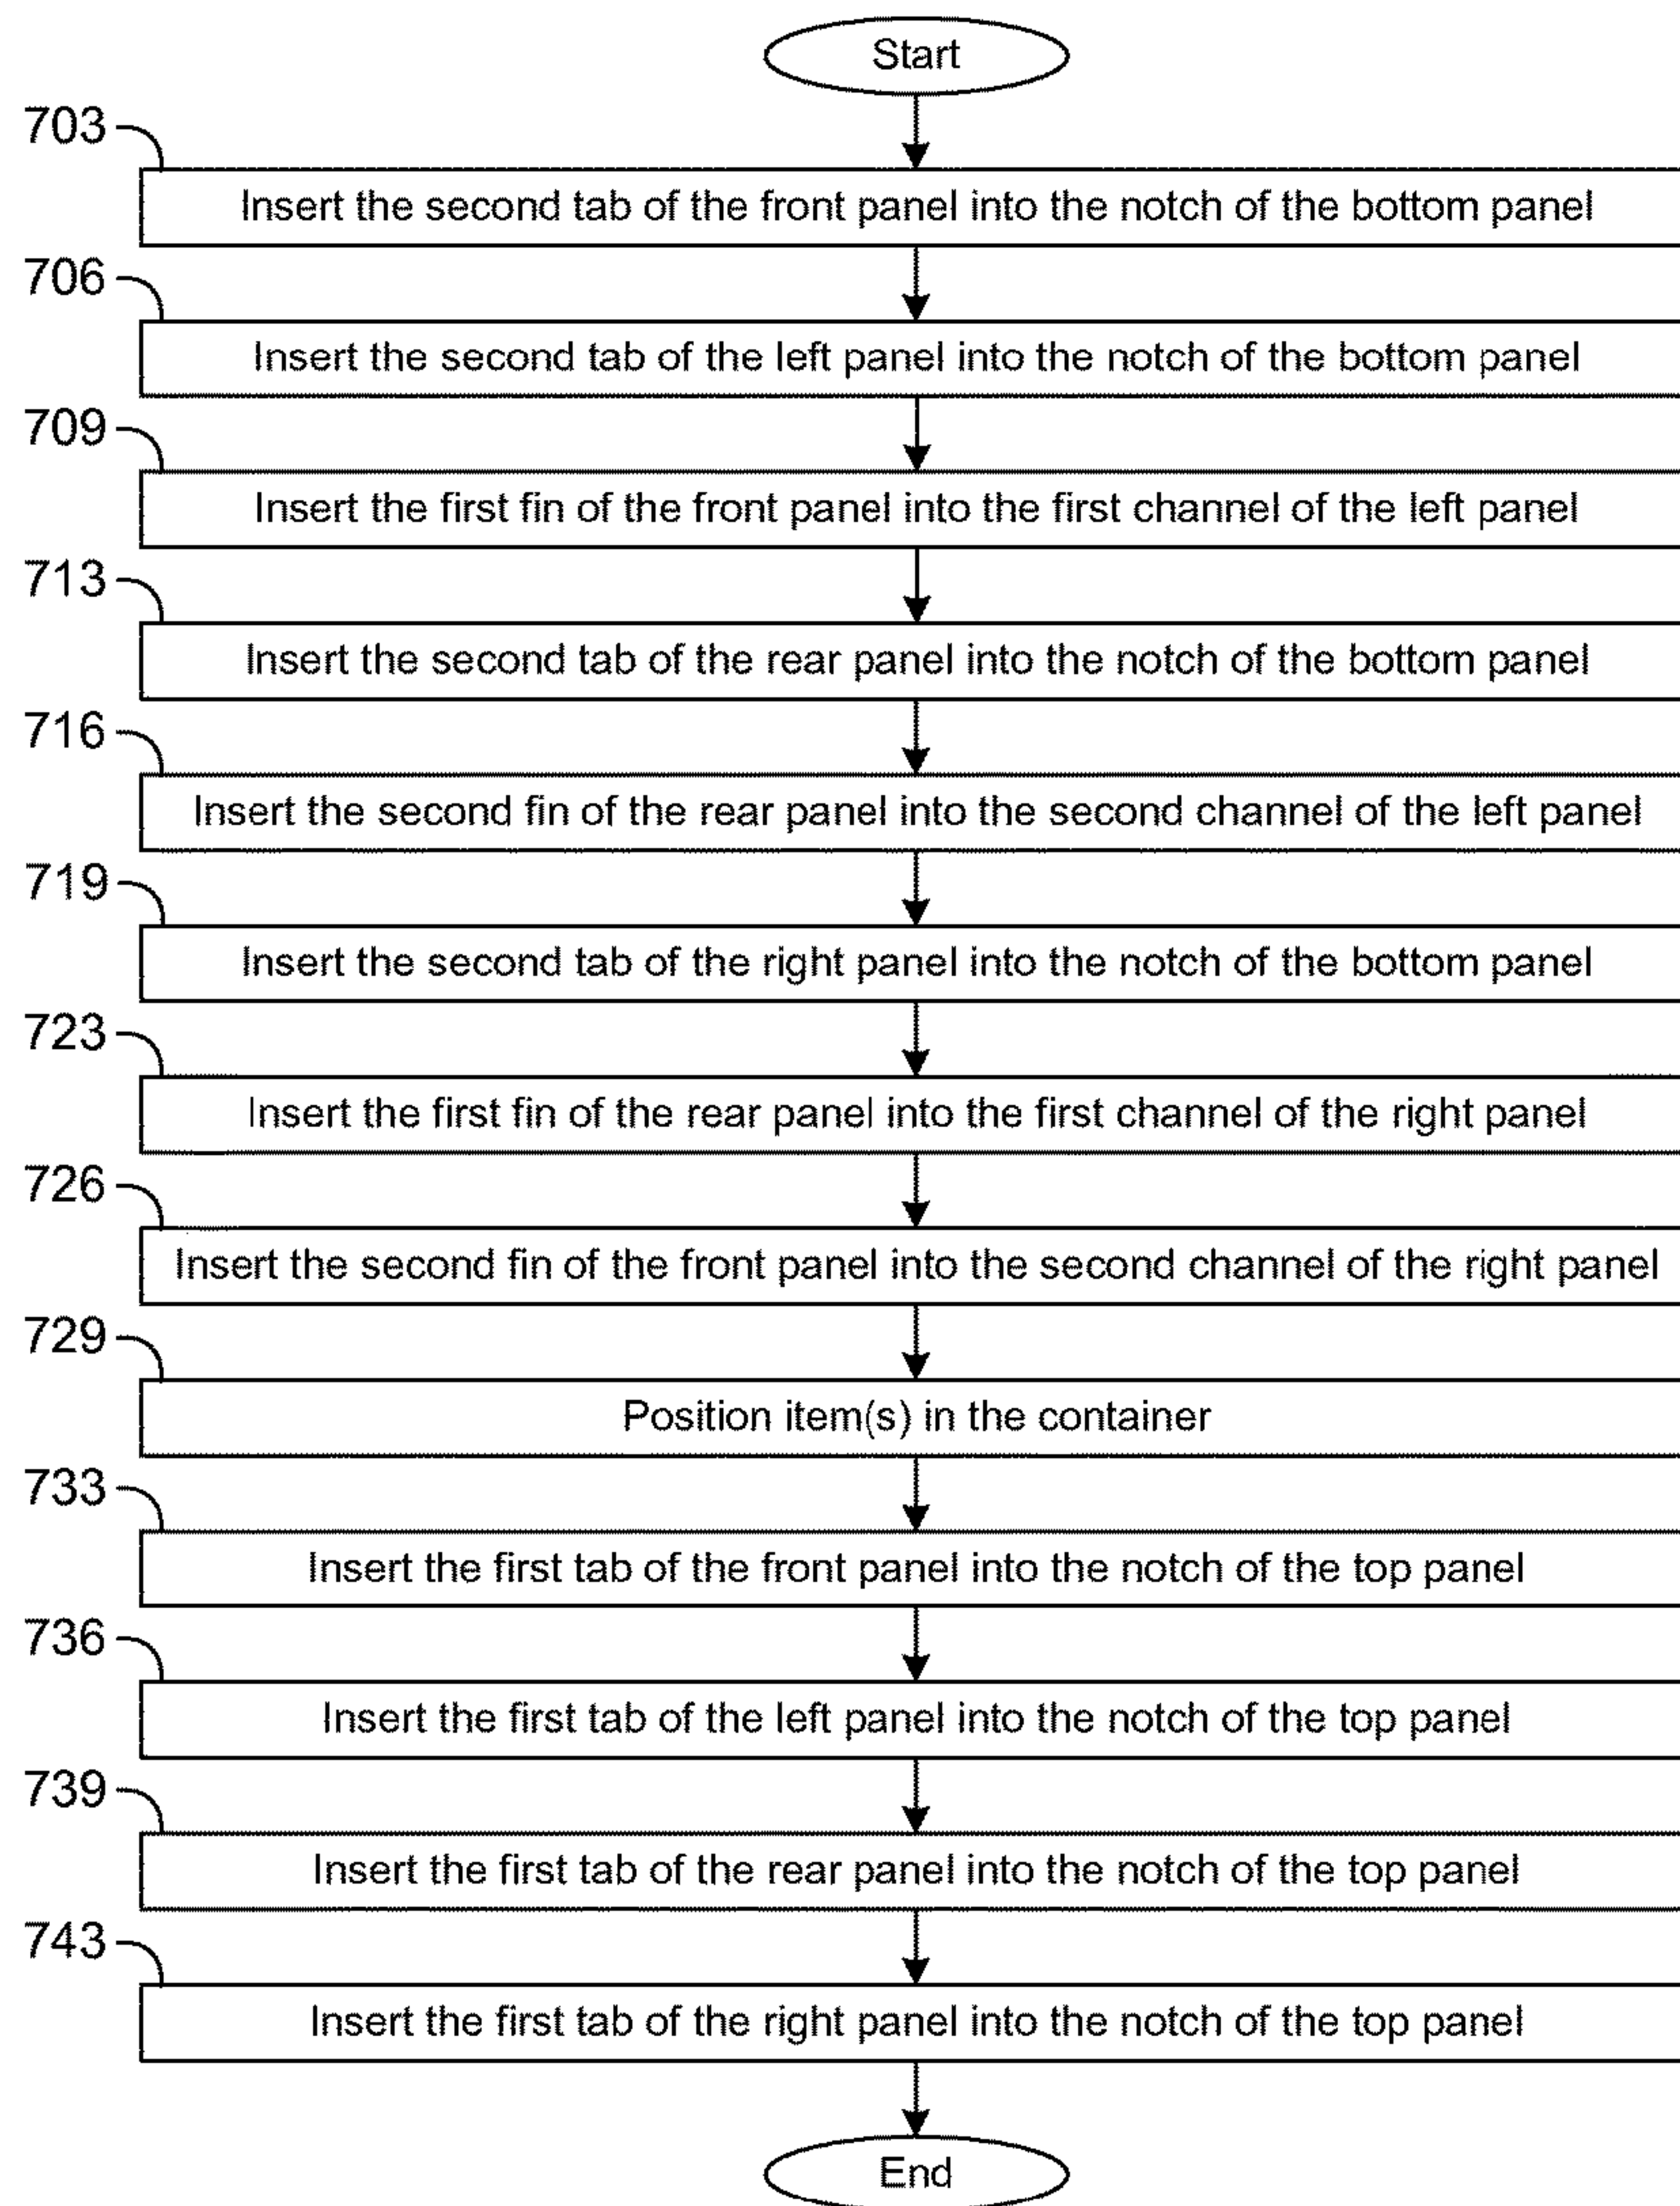 Start
703
Insert the second tab of the front panel into the notch of the bottom panel
706
Insert the second tab of the left panel into the notch of the bottom panel
709
Insert the first fin of the front panel into the first channel of the left panel
713
Insert the second tab of the rear panel into the notch of the bottom panel
716
Insert the second fin of the rear panel into the second channel of the left panel
719
Insert the second tab of the right panel into the notch of the bottom panel
723
Insert the first fin of the rear panel into the first channel of the right panel
726
Insert the second fin of the front panel into the second channel of the right panel
729
Position item(s) in the container
733
Insert the first tab of the front panel into the notch of the top panel
736
Insert the first tab of the left panel into the notch of the top panel
739
Insert the first tab of the rear panel into the notch of the top panel
743
Insert the first tab of the right panel into the notch of the top panel
End